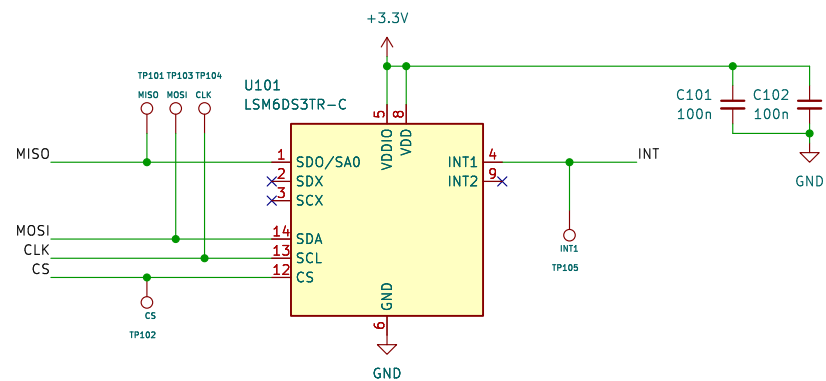 +3.3V
TP101 TP103 TP104
MISO MOSI CLK
U101
LSM6DS3TR-C
C101 C102
100n 100n
5 8
VDDIO VDD
MISO 1 SDO/SA0 INT1 4 INT
2 SDX INT2 9
3 SCX
GND
MOSI 14 SDA
CLK 13 SCL
CS 12 CS
INT1
TP105
GND
CS
TP102
6
GND